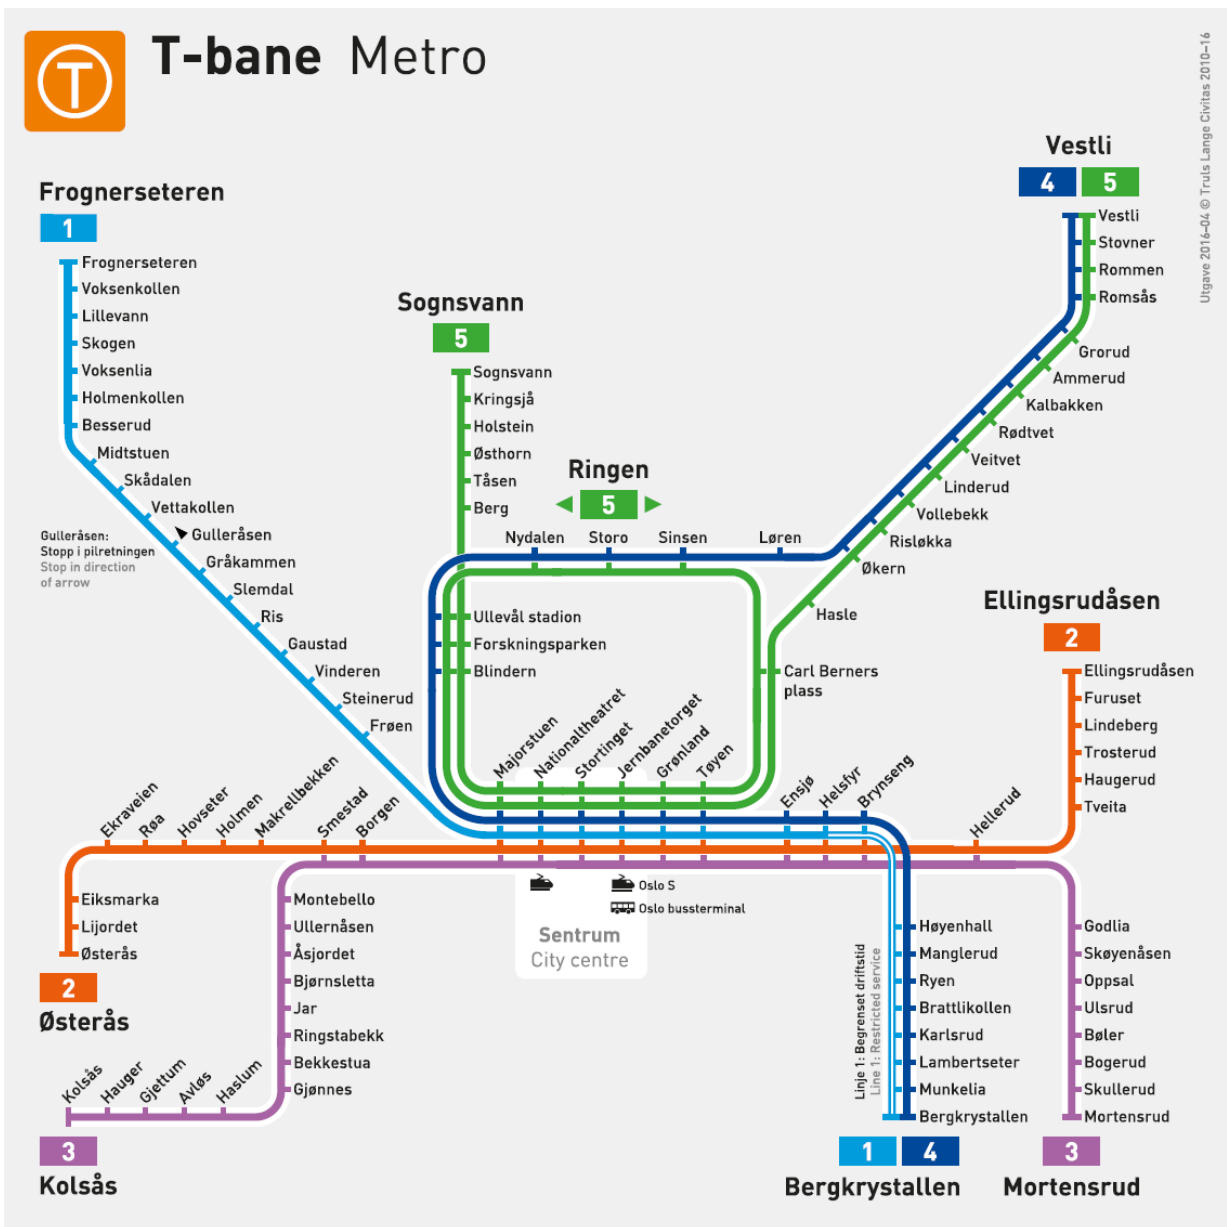 T
T-bane Metro
Utgave 2016–04 © Truls Lange Civitas 2010–16
Frognerseteren
1
Frognerseteren
Voksenkollen
Lillevann
Skogen
Voksenlia
Holmenkollen
Besserud
Midtstuen
Skådalen
Vettakollen
Gulleråsen
Gråkammen
Slemdal
Ris
Gaustad
Vinderen
Steinerud
Frøen
Gulleråsen:
Stopp i pilretningen
Stop in direction
of arrow
Sognsvann
5
Sognsvann
Kringsjå
Holstein
Østhorn
Tåsen
Berg
Ullevål stadion
Forskningsparken
Blindern
Ringen
5
Nydalen
Storo
Sinsen
Løren
Vestli
4
5
Vestli
Stovner
Rommen
Romsås
Grorud
Ammerud
Kalbakken
Rødtvet
Veitvet
Linderud
Vollebekk
Risløkka
Økern
Hasle
Carl Berners
plass
Ellingsrudåsen
2
Ellingsrudåsen
Furuset
Lindeberg
Trosterud
Haugerud
Tveita
Ekraveien
Røa
Hovseter
Holmen
Makrellbekken
Smestad
Borgen
Majorstuen
Nationaltheatret
Stortinget
Jernbanetorget
Grønland
Tøyen
Ensjø
Helsfyr
Brynseng
Hellerud
Oslo S
Oslo bussterminal
Sentrum
City centre
Eiksmarka
Lijordet
Østerås
2
Østerås
Montebello
Ullernåsen
Åsjordet
Bjørnsletta
Jar
Ringstabekk
Bekkestua
Gjønnes
Kolsås
Hauger
Gjettum
Avløs
Haslum
3
Kolsås
Linje 1: Begrenset driftstid
Line 1: Restricted service
Høyenhall
Manglerud
Ryen
Brattlikollen
Karlsrud
Lambertseter
Munkelia
Bergkrystallen
1
4
Bergkrystallen
Godlia
Skøyenåsen
Oppsal
Ulsrud
Bøler
Bogerud
Skullerud
Mortensrud
3
Mortensrud